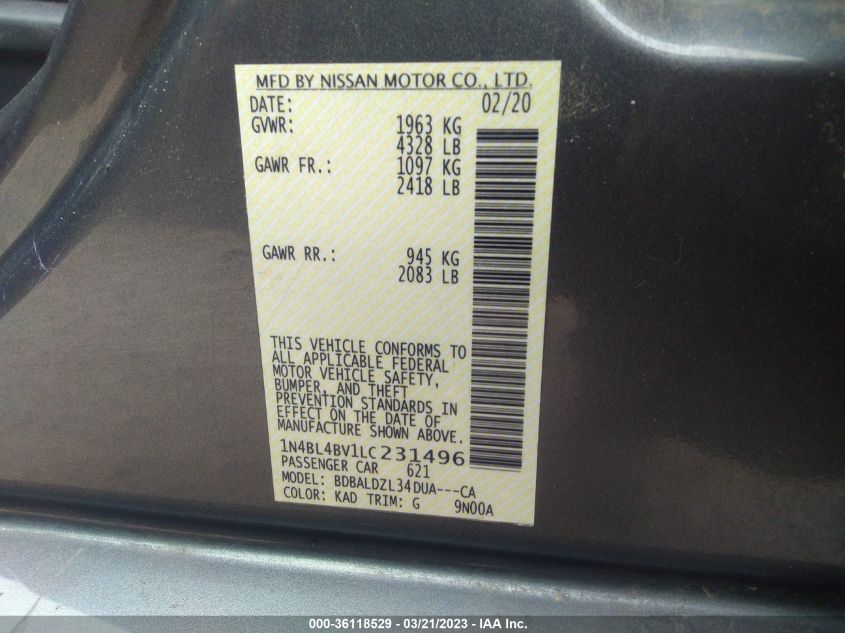 MFD BY NISSAN MOTOR CO., LTD.
DATE: 02/20
GVWR: 1963 KG
4328 LB
GAWR FR.: 1097 KG
2418 LB
GAWR RR.: 945 KG
2083 LB
THIS VEHICLE CONFORMS TO
ALL APPLICABLE FEDERAL
MOTOR VEHICLE SAFETY,
BUMPER, AND THEFT
PREVENTION STANDARDS IN
EFFECT ON THE DATE OF
MANUFACTURE SHOWN ABOVE.
1N4BL4BV1LC231496
PASSENGER CAR 621
MODEL: BDBALDZL34DUA---CA
COLOR: KAD TRIM: G 9N00A
000-36118529 - 03/21/2023 - IAA Inc.